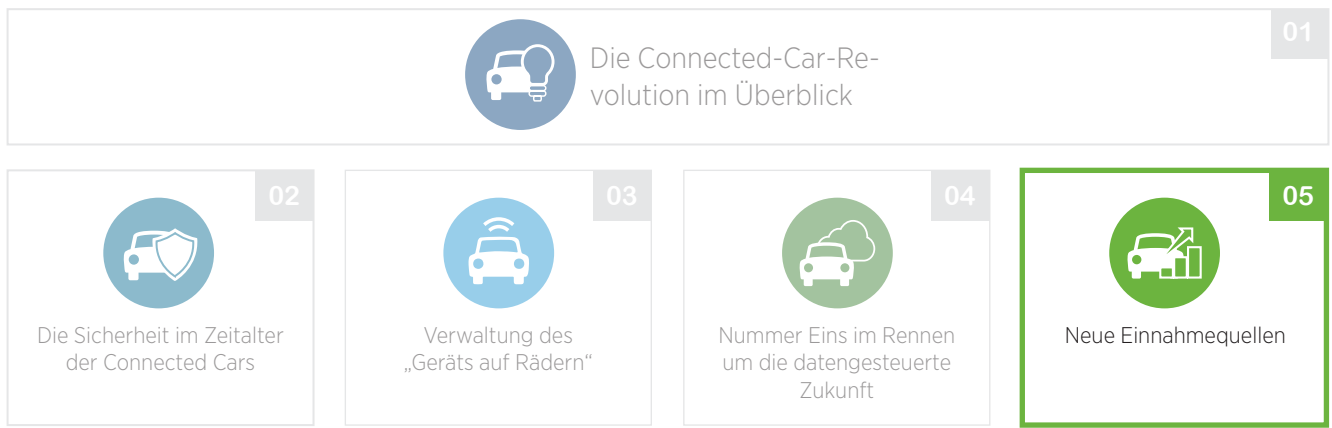 01
Die Connected-Car-Re-
volution im Überblick
02
Die Sicherheit im Zeitalter
der Connected Cars
03
Verwaltung des
„Geräts auf Rädern“
04
Nummer Eins im Rennen
um die datengesteuerte
Zukunft
05
Neue Einnahmequellen